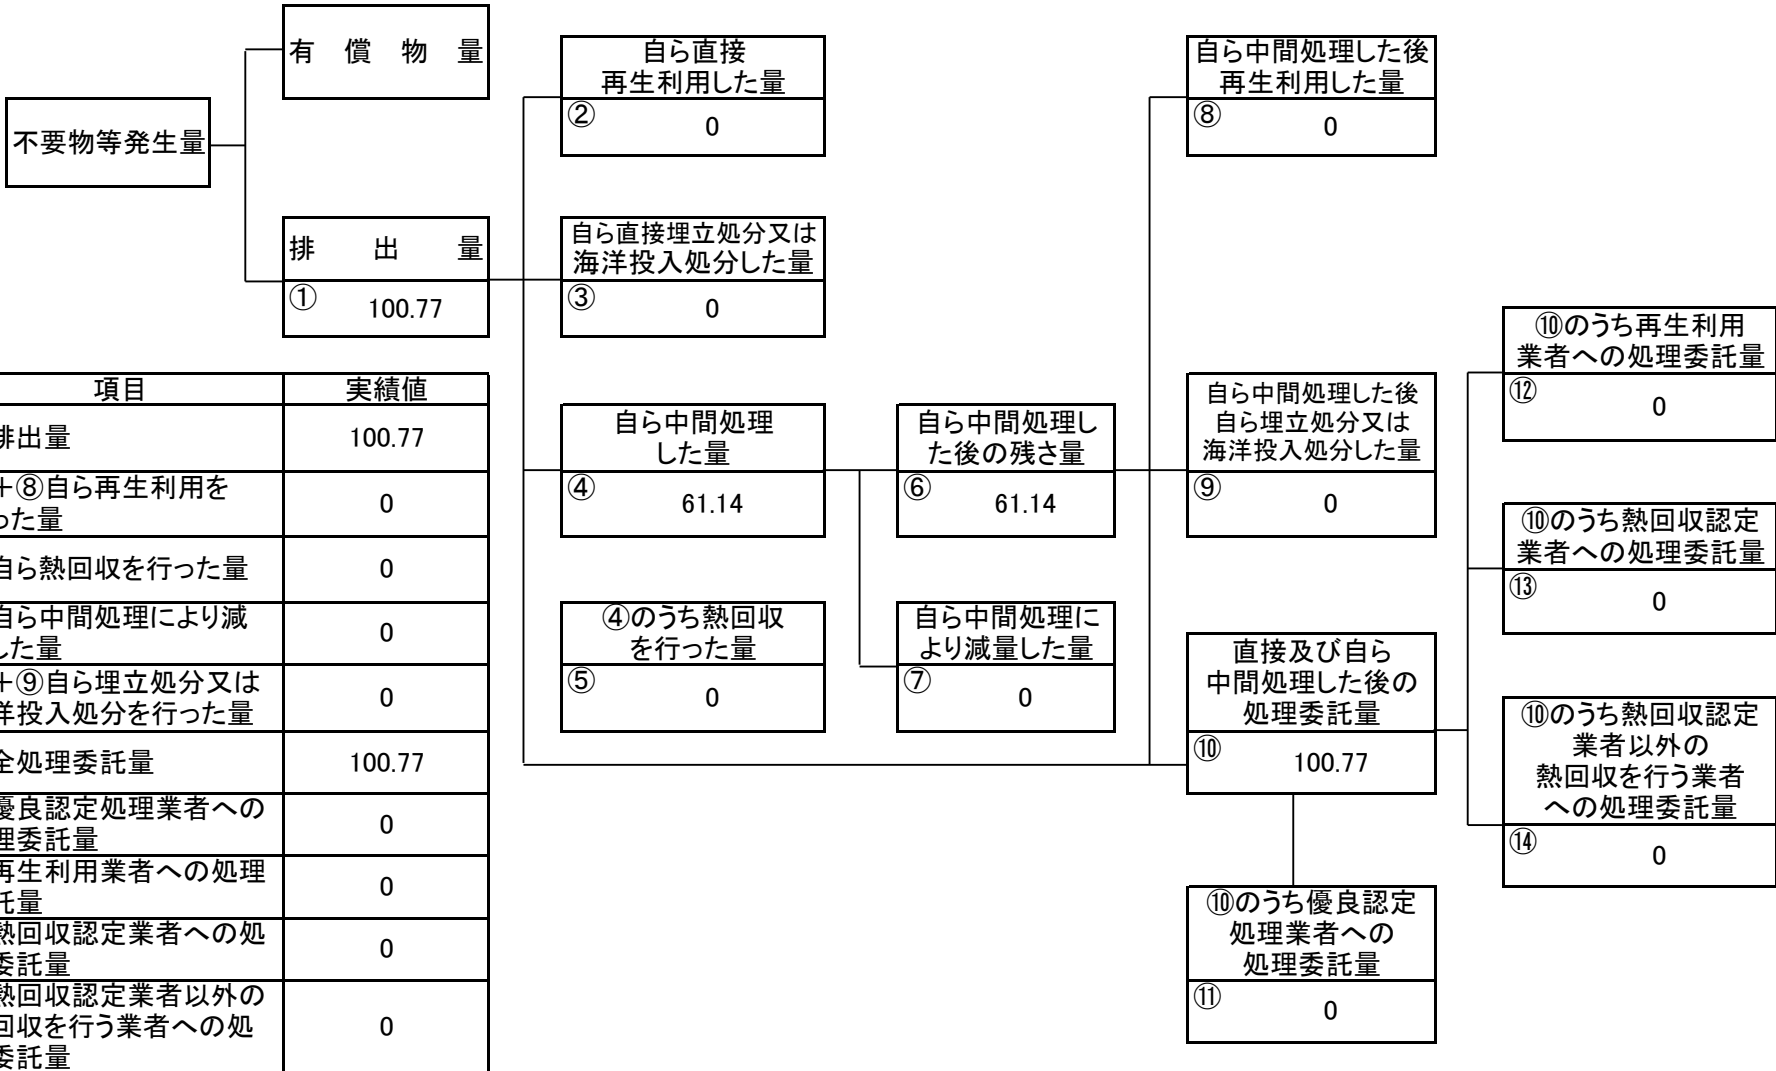 有償物量
不要物等発生量
排出量
①
100.77
自ら直接
再生利用した量
②
0
自ら直接埋立処分又は
海洋投入処分した量
③
0
自ら中間処理
した量
④
61.14
④のうち熱回収
を行った量
⑤
0
自ら中間処理し
た後の残さ量
⑥
61.14
自ら中間処理に
より減量した量
⑦
0
自ら中間処理した後
再生利用した量
⑧
0
自ら中間処理した後
自ら埋立処分又は
海洋投入処分した量
⑨
0
直接及び自ら
中間処理した後の
処理委託量
⑩
100.77
⑩のうち優良認定
処理業者への
処理委託量
⑪
0
⑩のうち再生利用
業者への処理委託量
⑫
0
⑩のうち熱回収認定
業者への処理委託量
⑬
0
⑩のうち熱回収認定
業者以外の
熱回収を行う業者
への処理委託量
⑭
0
項目 実績値
排出量 100.77
+⑧自ら再生利用を
った量
0
自ら熱回収を行った量 0
自ら中間処理により減
した量
0
+⑨自ら埋立処分又は
洋投入処分を行った量
0
全処理委託量 100.77
優良認定処理業者への
理委託量
0
再生利用業者への処理
託量
0
熱回収認定業者への処
委託量
0
熱回収認定業者以外の
回収を行う業者への処
委託量
0